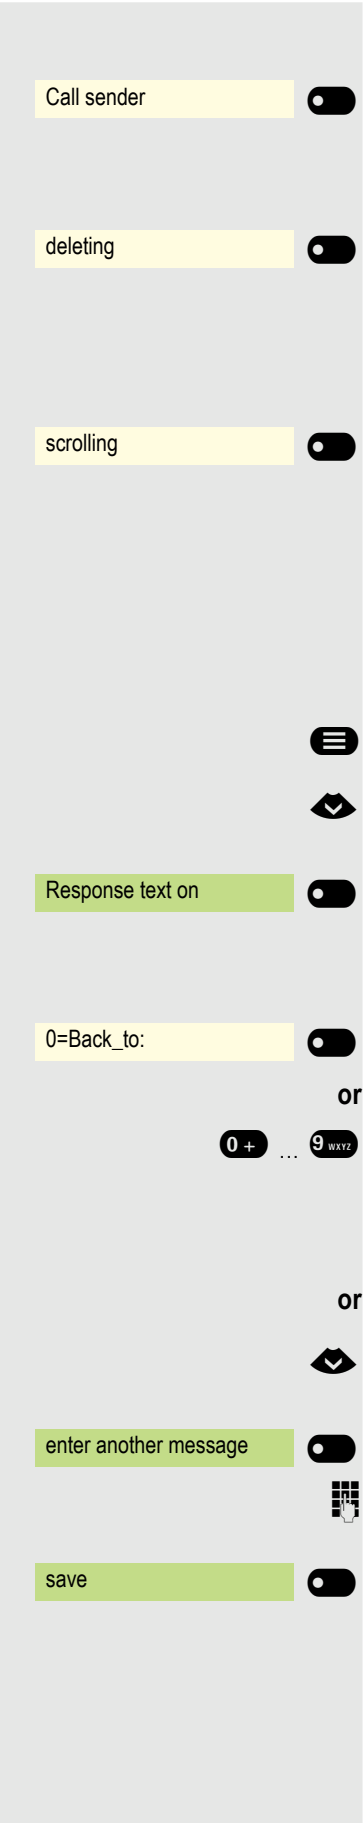 Call sender
deleting
scrolling
Response text on
0=Back_to:
or
0 + ... 9 WXYZ
or
enter another message
save